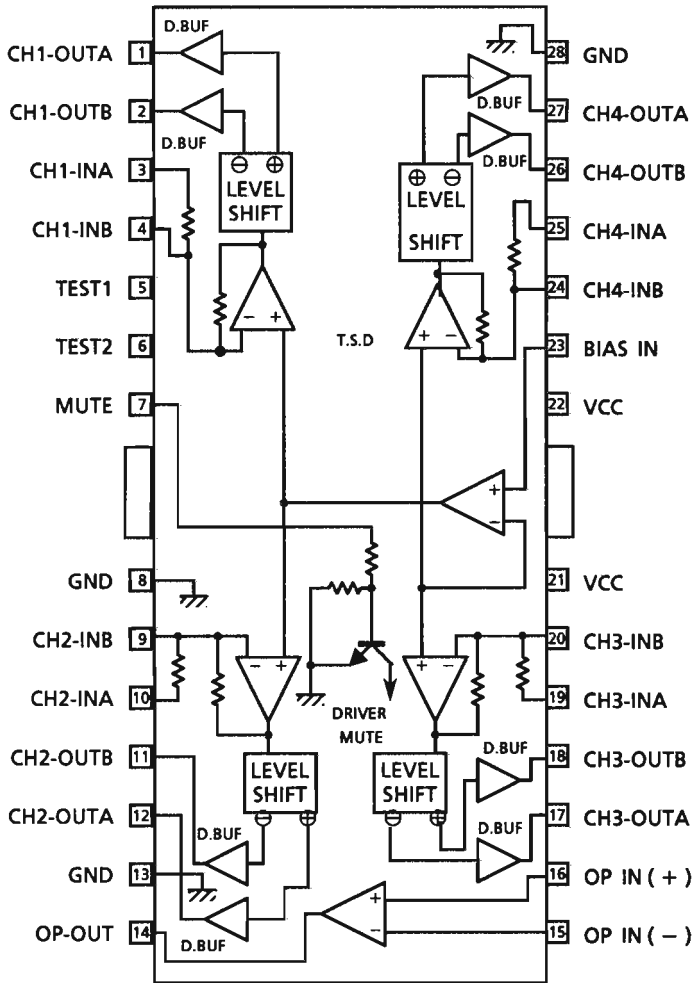 D.BUF
CH1-OUTA 1
28 GND
CH1-OUTB 2
D.BUF
27 CH4-OUTA
D.BUF
D.BUF
CH1-INA 3
26 CH4-OUTB
⊖ ⊕
LEVEL
SHIFT
⊕ ⊖
LEVEL
SHIFT
CH1-INB 4
25 CH4-INA
TEST1 5
24 CH4-INB
− +
+ −
TEST2 6
T.S.D
23 BIAS IN
MUTE 7
22 VCC
+
−
GND 8
21 VCC
CH2-INB 9
20 CH3-INB
− +
+ −
CH2-INA 10
19 CH3-INA
DRIVER
MUTE
CH2-OUTB 11
D.BUF
18 CH3-OUTB
LEVEL
SHIFT
LEVEL
SHIFT
CH2-OUTA 12
17 CH3-OUTA
⊖ ⊕
⊖ ⊕
D.BUF
D.BUF
GND 13
16 OP IN ( + )
+
−
OP-OUT 14
D.BUF
15 OP IN ( − )